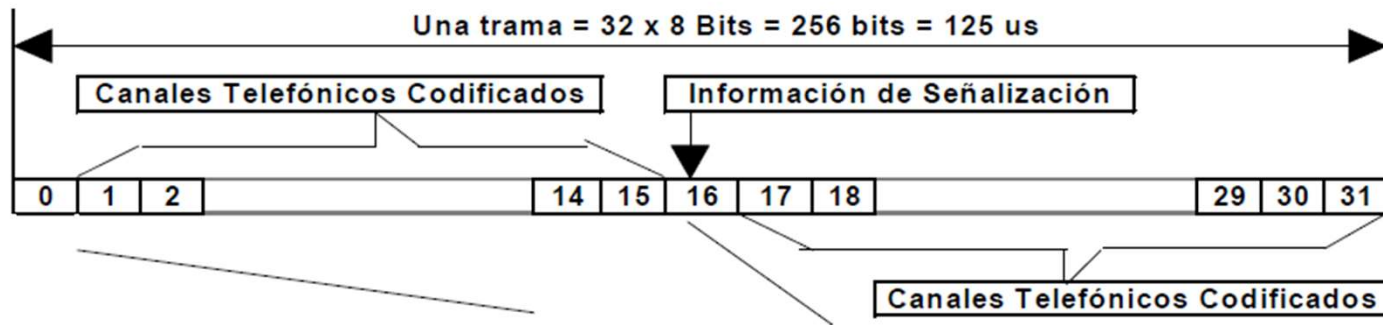 Una trama = 32 x 8 Bits = 256 bits = 125 us
Canales Telefónicos Codificados
Información de Señalización
0 1 2 14 15 16 17 18 29 30 31
Canales Telefónicos Codificados